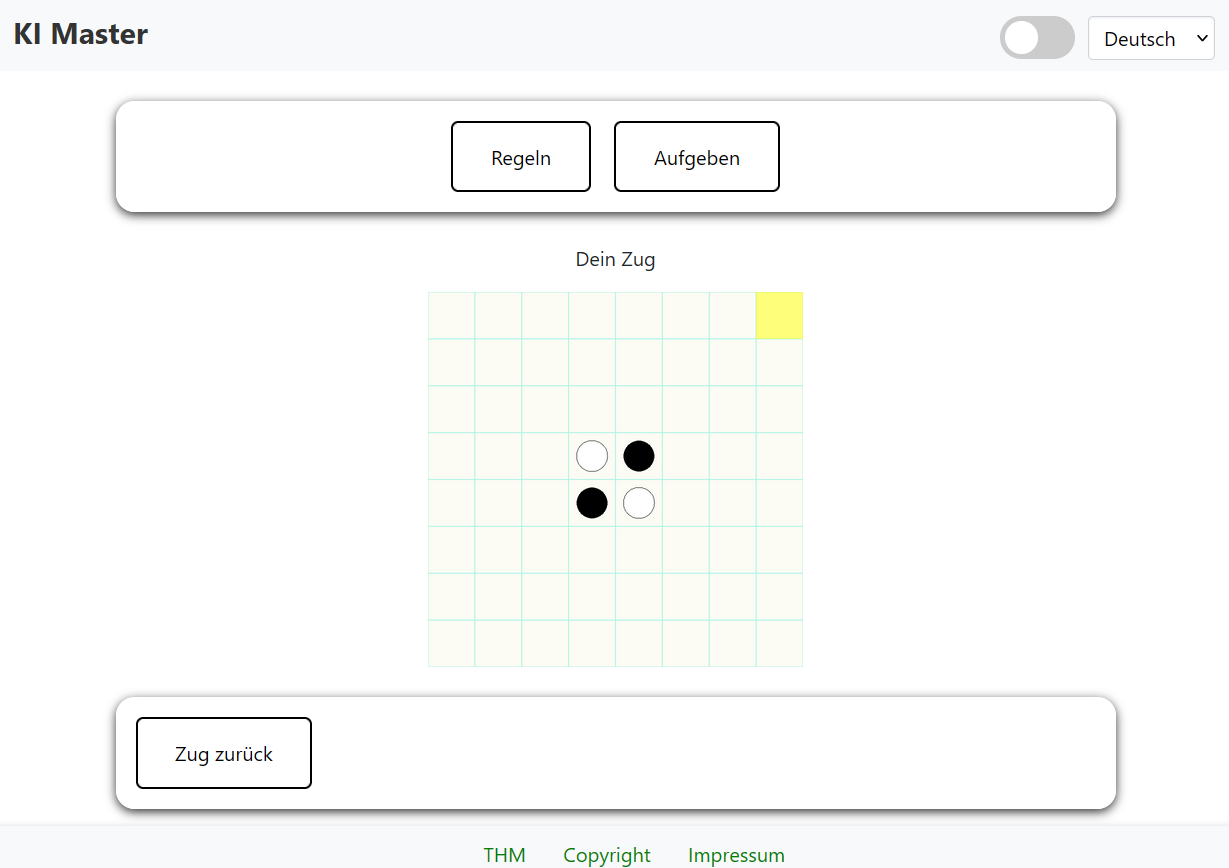 KI Master
Deutsch
Regeln
Aufgeben
Dein Zug
Zug zurück
THM
Copyright
Impressum